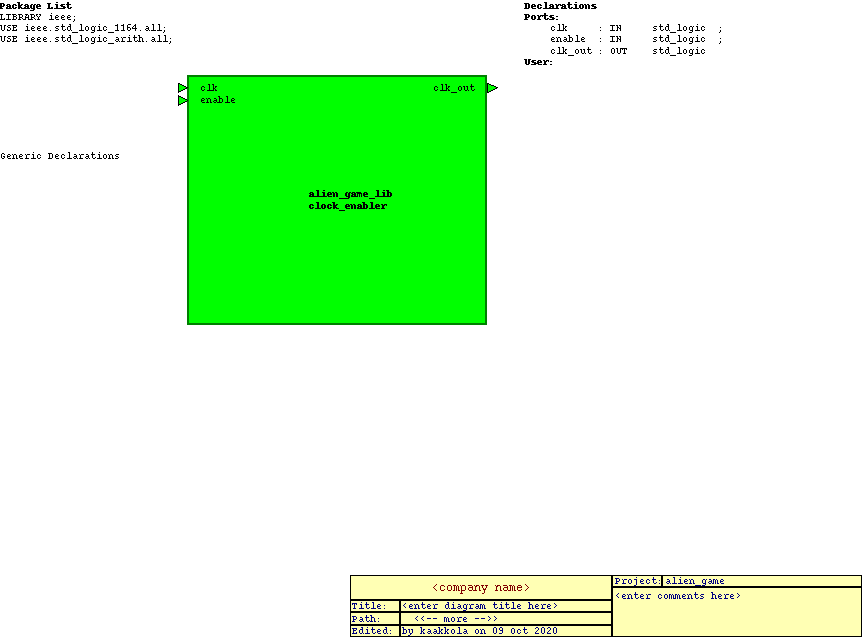 Package List
LIBRARY ieee;
USE ieee.std_logic_1164.all;
USE ieee.std_logic_arith.all;
Declarations
Ports:
clk : IN std_logic ;
enable : IN std_logic ;
clk_out : OUT std_logic
User:
clk
enable
clk_out
Generic Declarations
alien_game_lib
clock_enabler
<company name>
Project: alien_game
<enter comments here>
Title: <enter diagram title here>
Path: <<-- more -->>
Edited: by kaakkola on 09 Oct 2020